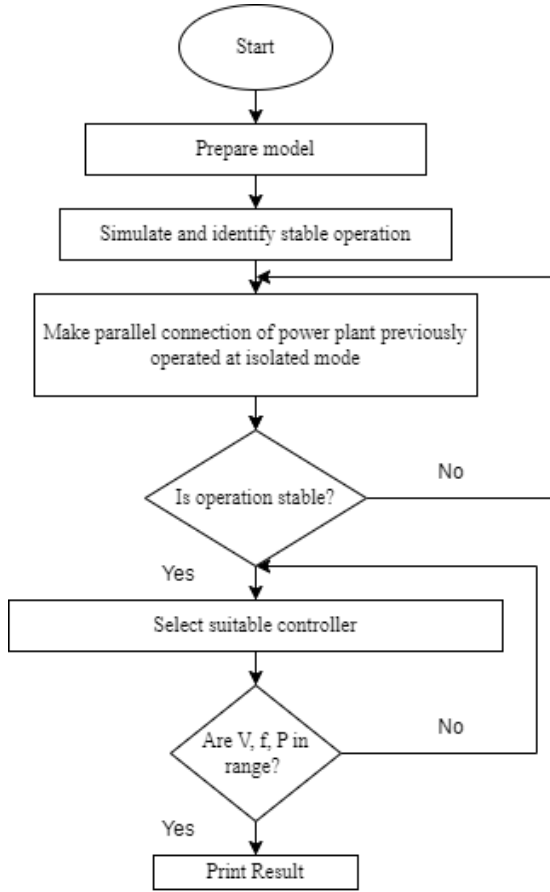 Start
Prepare model
Simulate and identify stable operation
Make parallel connection of power plant previously
operated at isolated mode
Is operation stable?
No
Yes
Select suitable controller
Are V, f, P in
range?
No
Yes
Print Result